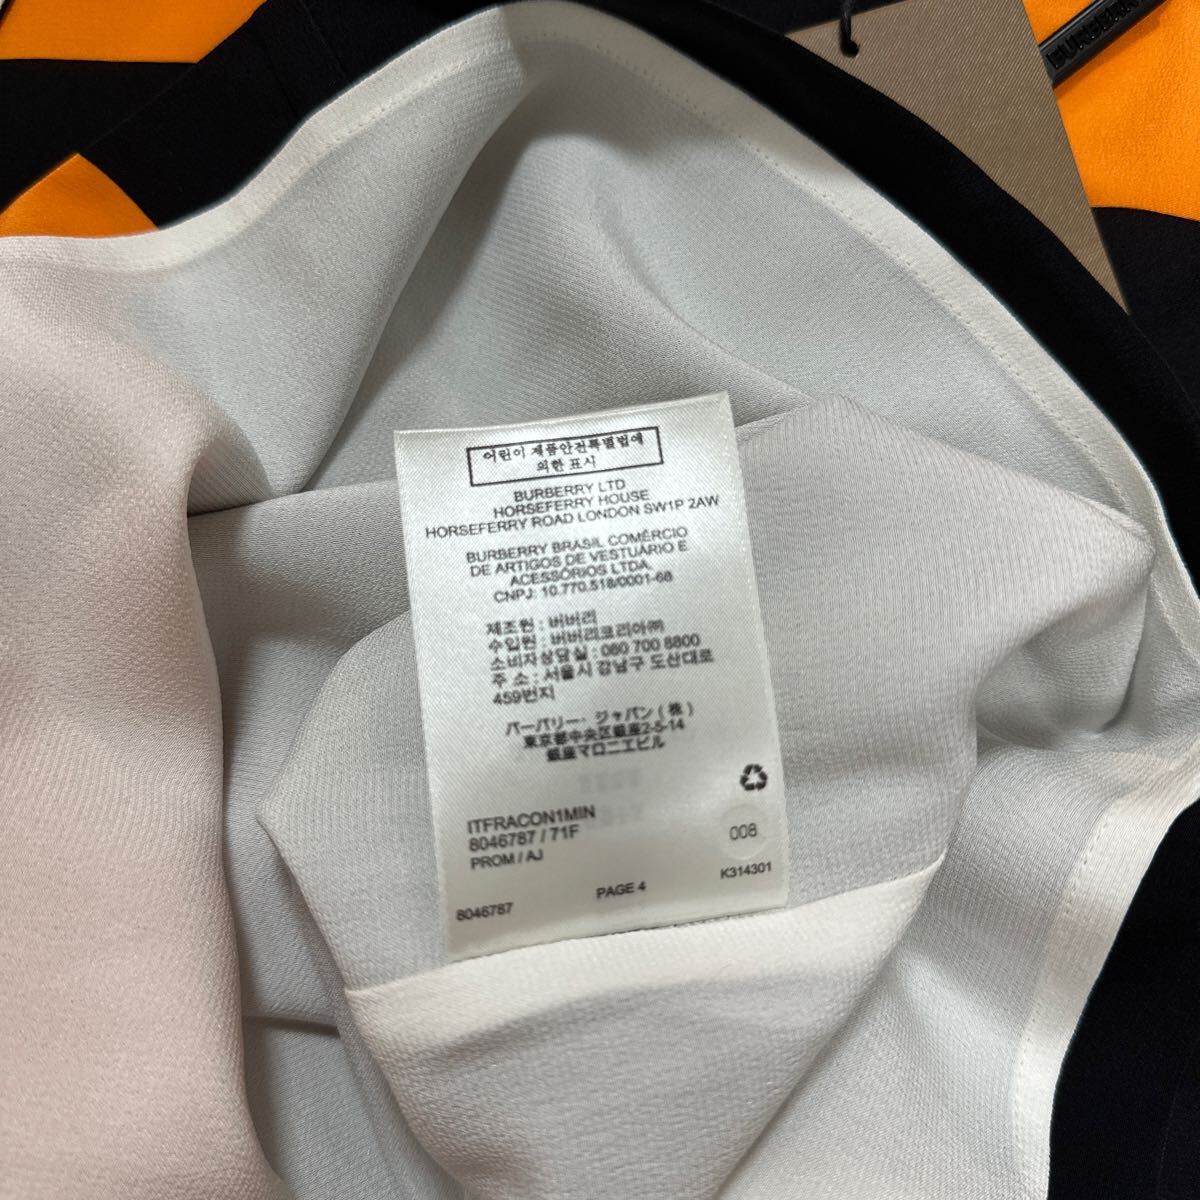 BURBERRY
어린이 제품안전특별법에
의한 표시
BURBERRY LTD
HORSEFERRY HOUSE
HORSEFERRY ROAD LONDON SW1P 2AW
BURBERRY BRASIL COMÉRCIO
DE ARTIGOS DE VESTUÁRIO E
ACESSÓRIOS LTDA.
CNPJ: 10.770.518/0001-68
제조원 : 버버리
수입원 : 버버리코리아㈜
소비자상담실 : 080 700 8800
주 소 : 서울시 강남구 도산대로
459번지
バーバリー・ジャパン(株)
東京都中央区銀座2-5-14
銀座マロニエビル
ITFRACON1MIN
8046787 / 71F
PROM / AJ
008
8046787
PAGE 4
K314301